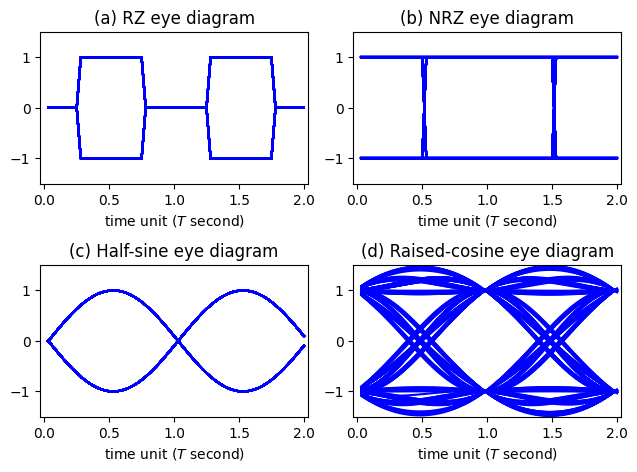 (a) RZ eye diagram
1
0
−1
0.0 0.5 1.0 1.5 2.0
time unit (T second)
(b) NRZ eye diagram
1
0
−1
0.0 0.5 1.0 1.5 2.0
time unit (T second)
(c) Half-sine eye diagram
1
0
−1
0.0 0.5 1.0 1.5 2.0
time unit (T second)
(d) Raised-cosine eye diagram
1
0
−1
0.0 0.5 1.0 1.5 2.0
time unit (T second)